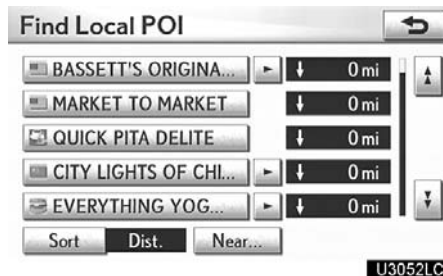 Find Local POI
BASSETT'S ORIGINA... 0 mi
MARKET TO MARKET 0 mi
QUICK PITA DELITE 0 mi
CITY LIGHTS OF CHI... 0 mi
EVERYTHING YOG... 0 mi
Sort Dist. Near...
U3052LC